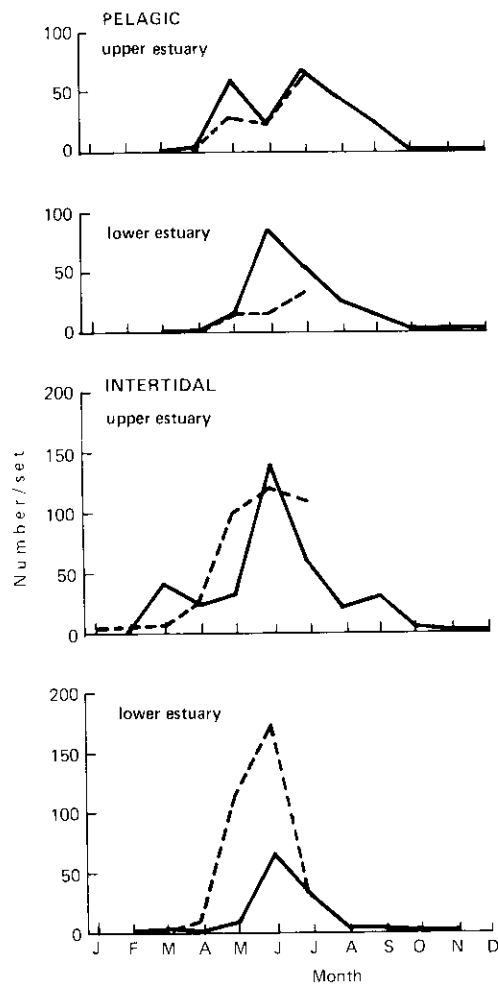 PELAGIC
upper estuary
100
50
0
lower estuary
100
50
0
INTERTIDAL
upper estuary
200
150
100
50
0
Number/set
lower estuary
200
150
100
50
0
J F M A M J J A S O N D
Month